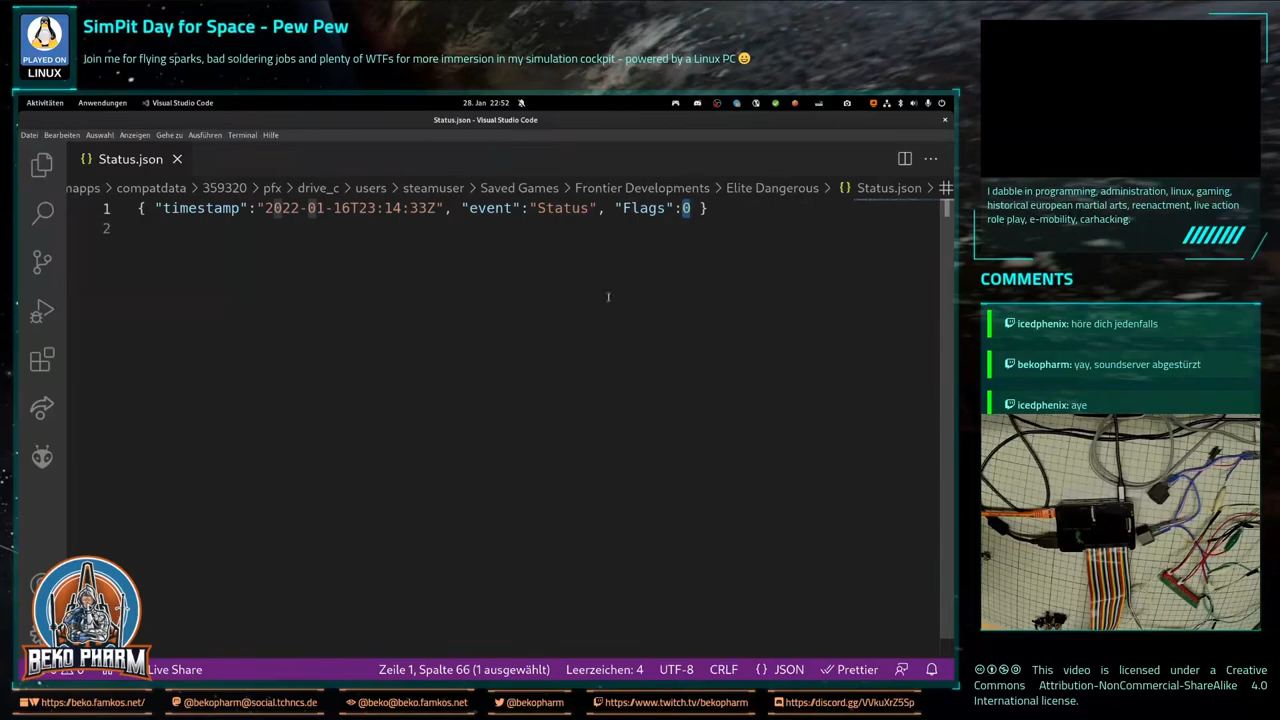 SimPit Day for Space - Pew Pew
PLAYED ON
LINUX
Join me for flying sparks, bad soldering jobs and plenty of WTFs for more immersion in my simulation cockpit - powered by a Linux PC 😀
Aktivitäten Anwendungen Visual Studio Code 28. Jan 22:52
Status.json - Visual Studio Code
Datei Bearbeiten Auswahl Anzeigen Gehe zu Ausführen Terminal Hilfe
{} Status.json
mapps > compatdata > 359320 > pfx > drive_c > users > steamuser > Saved Games > Frontier Developments > Elite Dangerous > {} Status.json >
1 { "timestamp":"2022-01-16T23:14:33Z", "event":"Status", "Flags":0 }
2
I dabble in programming, administration, linux, gaming,
historical european martial arts, reenactment, live action
role play, e-mobility, carhacking.
COMMENTS
icedphenix: höre dich jedenfalls
bekopharm: yay, soundserver abgestürzt
icedphenix: aye
BEKO PHARM
Live Share Zeile 1, Spalte 66 (1 ausgewählt) Leerzeichen: 4 UTF-8 CRLF {} JSON Prettier
This video is licensed under a Creative
Commons Attribution-NonCommercial-ShareAlike 4.0
International license.
https://beko.famkos.net/ @bekopharm@social.tchncs.de @beko@beko.famkos.net @bekopharm https://www.twitch.tv/bekopharm https://discord.gg/VVkuXrZ55p